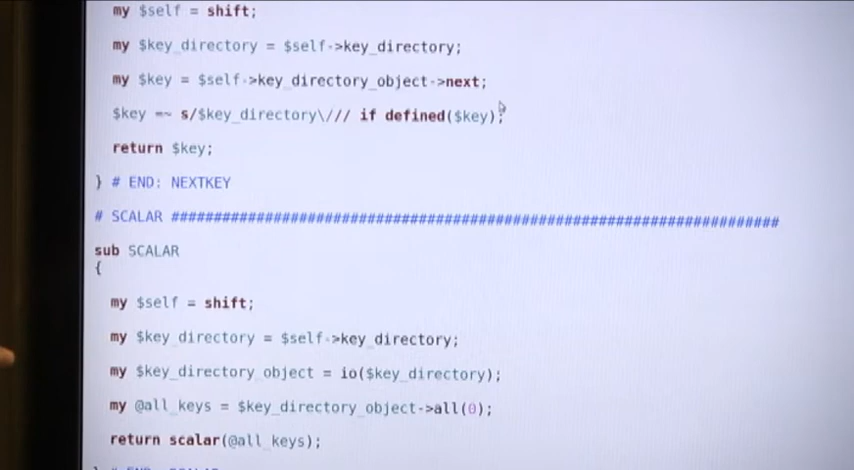 my $self = shift;
my $key_directory = $self->key_directory;
my $key = $self->key_directory_object->next;
$key =~ s/$key_directory\/// if defined($key);
return $key;
} # END: NEXTKEY
# SCALAR ########################################################################
sub SCALAR
{
my $self = shift;
my $key_directory = $self->key_directory;
my $key_directory_object = io($key_directory);
my @all_keys = $key_directory_object->all(0);
return scalar(@all_keys);
} # END: SCALAR